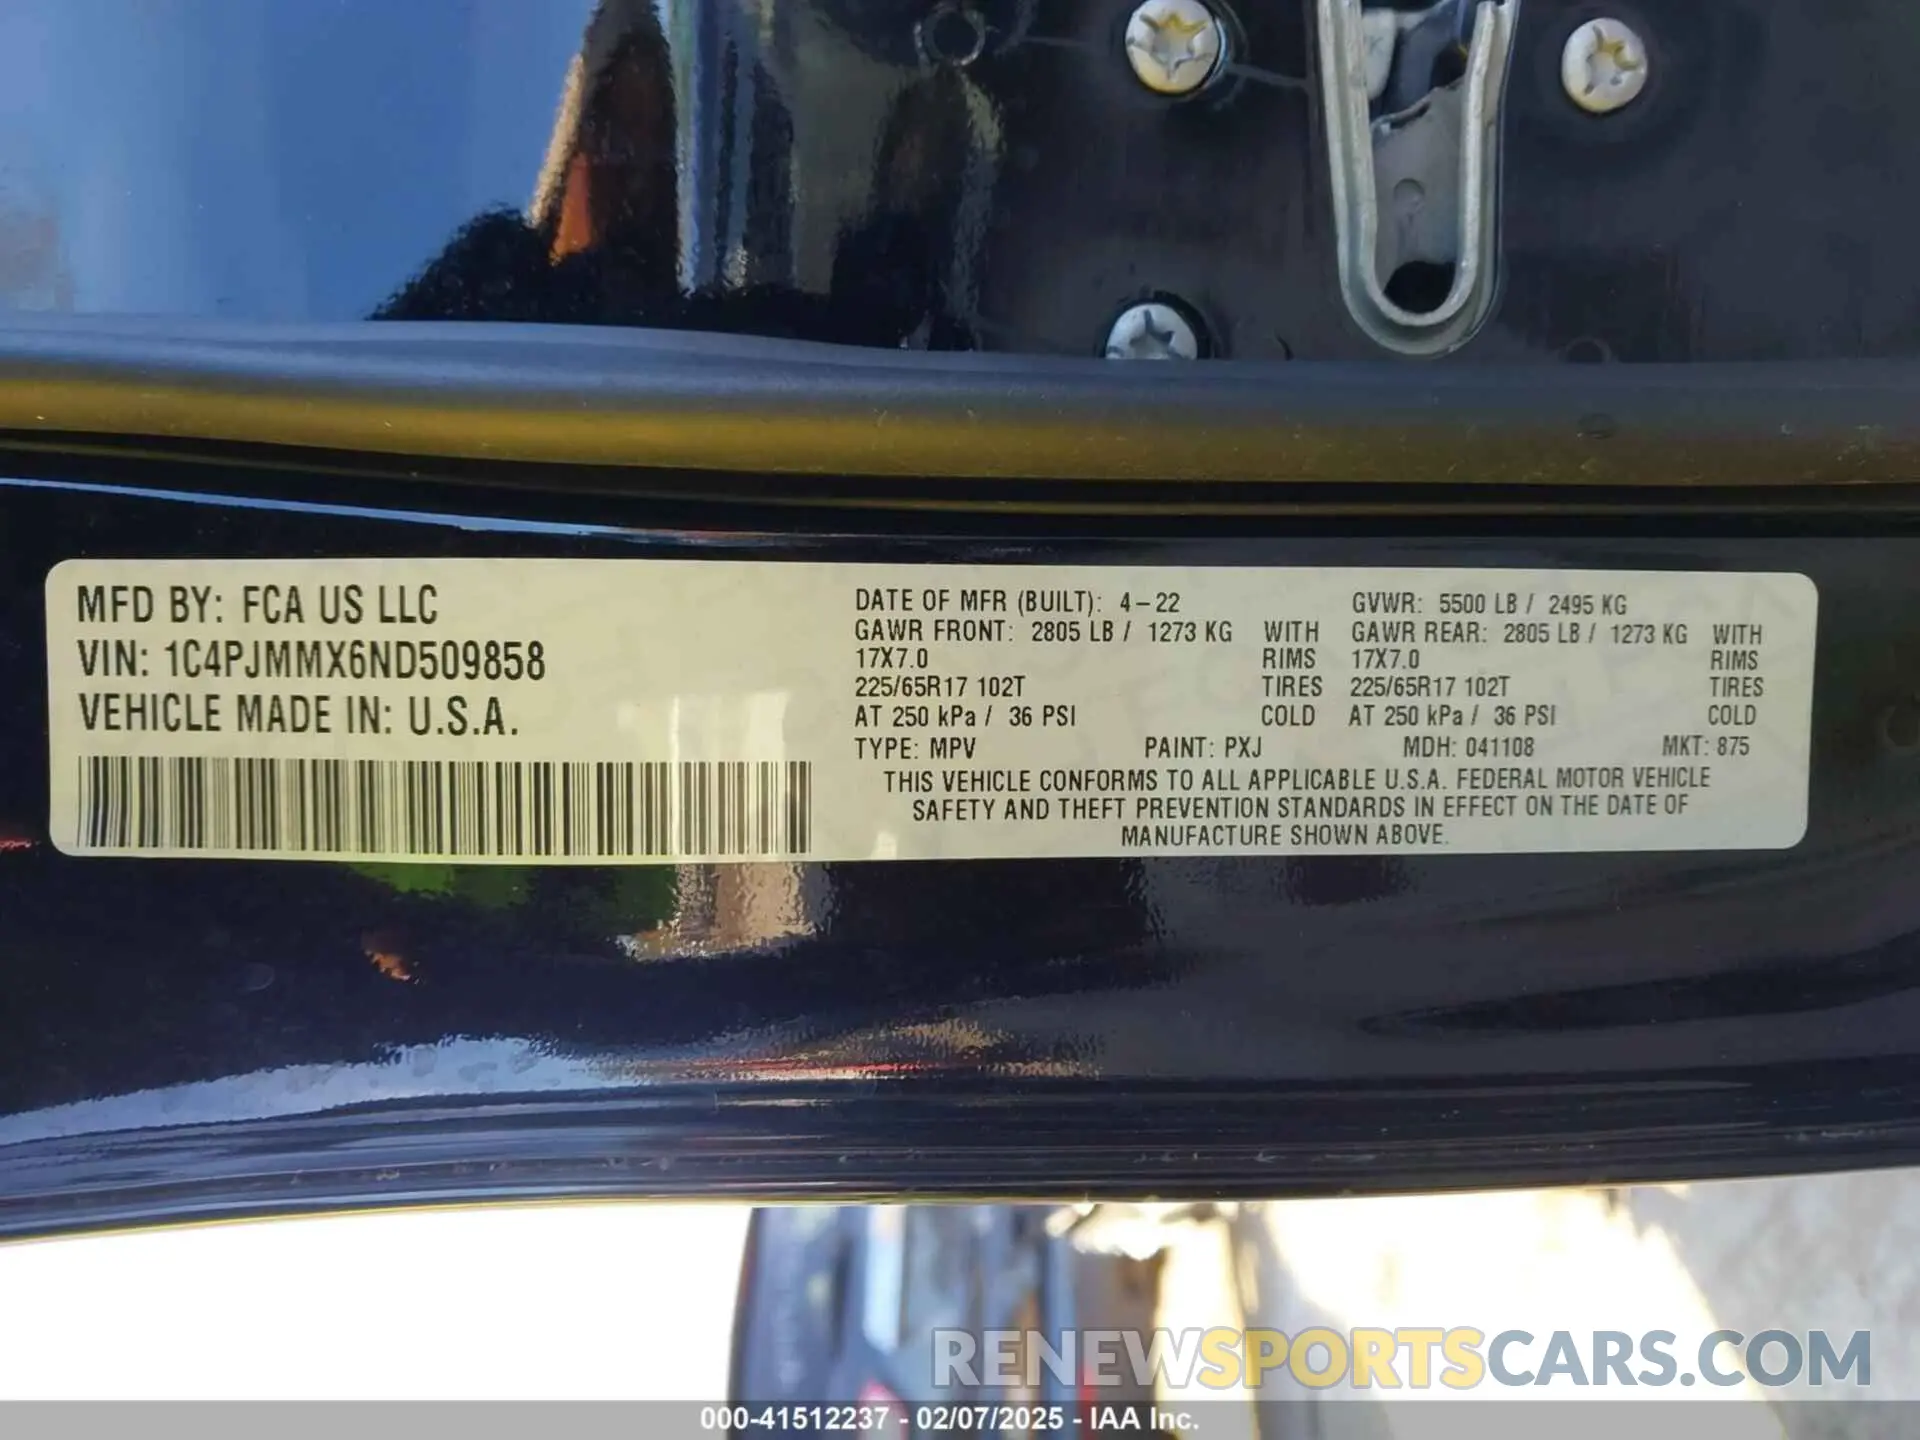 MFD BY: FCA US LLC
VIN: 1C4PJMMX6ND509858
VEHICLE MADE IN: U.S.A.
DATE OF MFR (BUILT): 4-22 GVWR: 5500 LB / 2495 KG
GAWR FRONT: 2805 LB / 1273 KG WITH GAWR REAR: 2805 LB / 1273 KG WITH
17X7.0 RIMS 17X7.0 RIMS
225/65R17 102T TIRES 225/65R17 102T TIRES
AT 250 kPa / 36 PSI COLD AT 250 kPa / 36 PSI COLD
TYPE: MPV PAINT: PXJ MDH: 041108 MKT: 875
THIS VEHICLE CONFORMS TO ALL APPLICABLE U.S.A. FEDERAL MOTOR VEHICLE
SAFETY AND THEFT PREVENTION STANDARDS IN EFFECT ON THE DATE OF
MANUFACTURE SHOWN ABOVE.
RENEWSPORTSCARS.COM
000-41512237 - 02/07/2025 - IAA Inc.